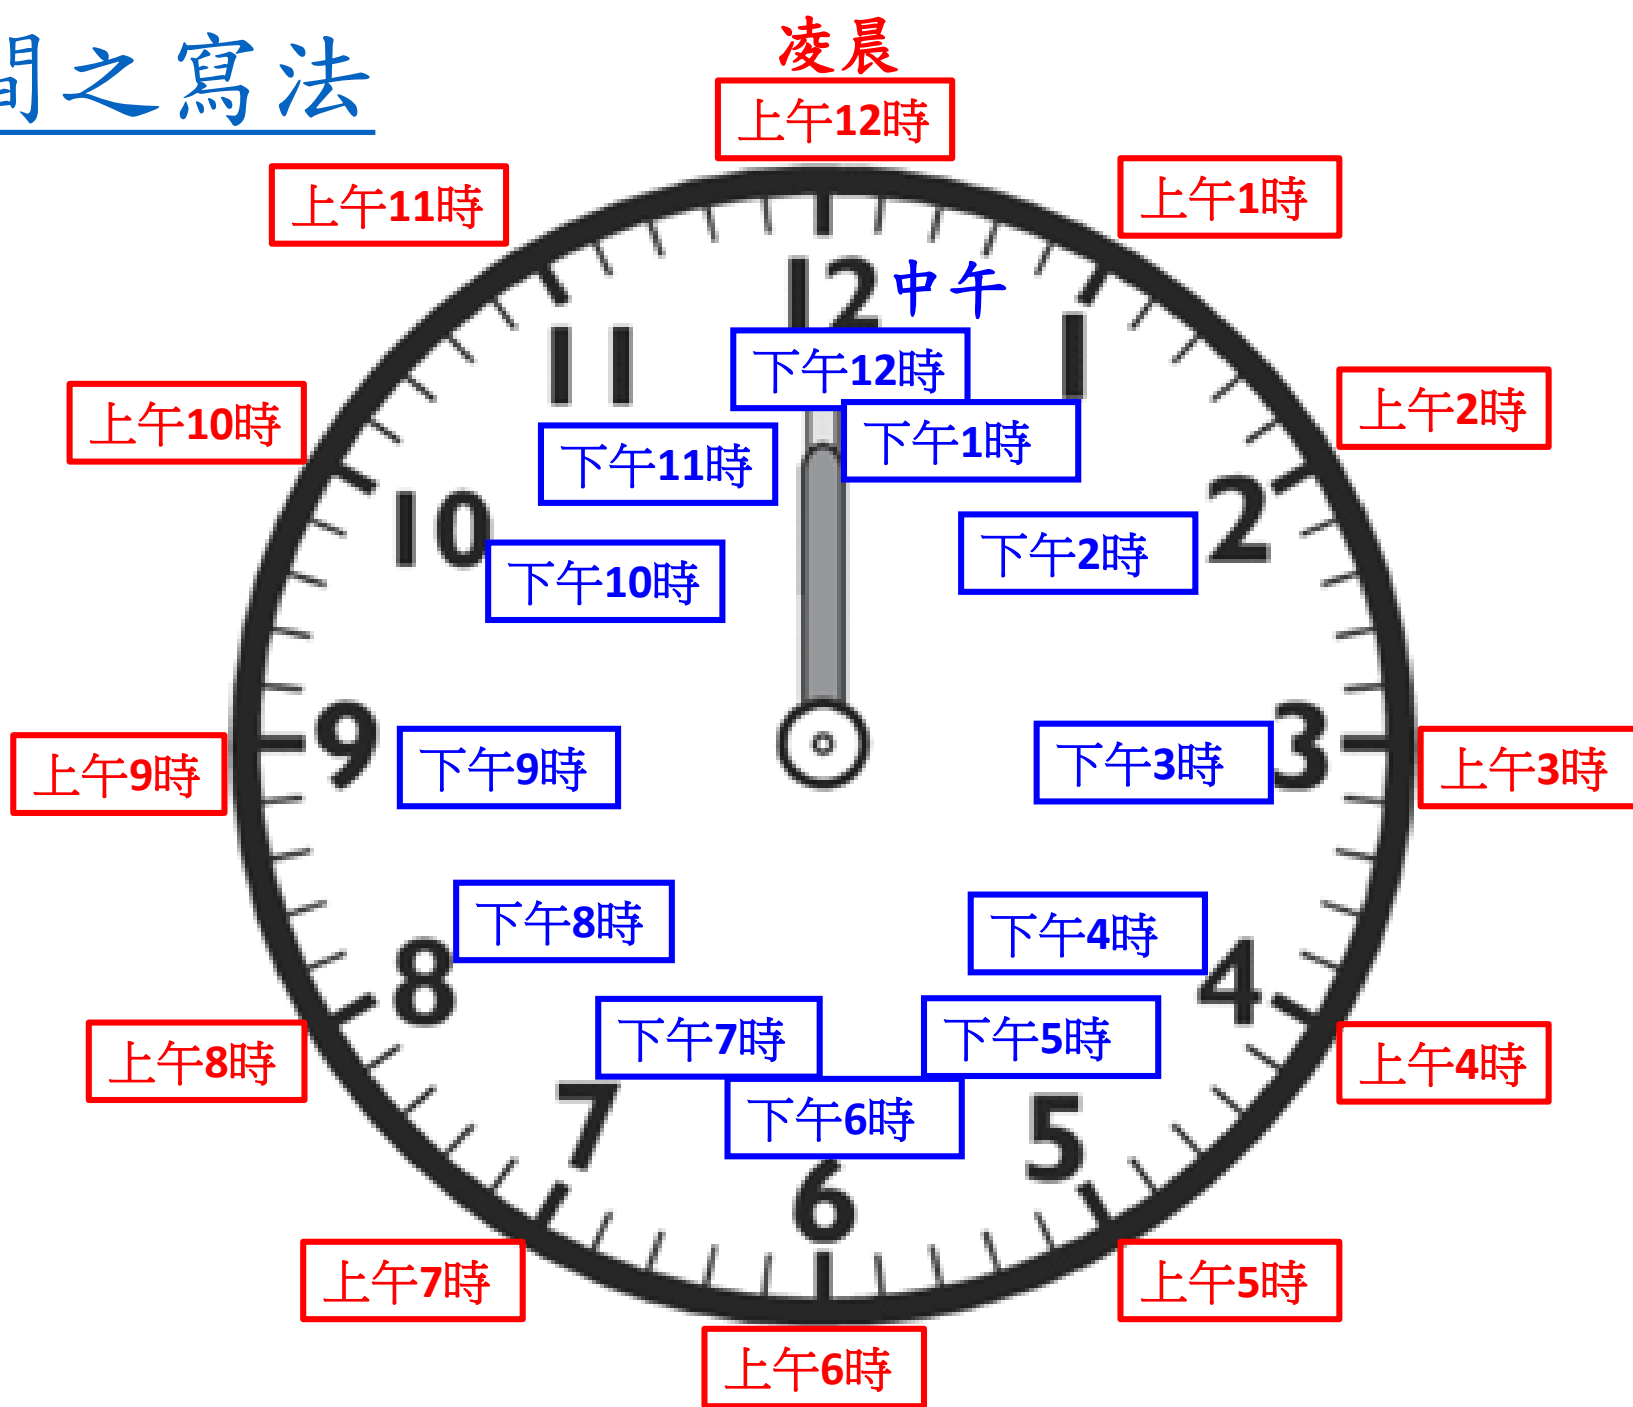 間之寫法
凌晨
上午12時
上午11時
上午1時
12 中午
11
1
下午12時
上午10時
上午2時
下午11時
下午1時
10
2
下午10時
下午2時
9
3
上午9時
下午9時
下午3時
上午3時
下午8時
下午4時
8
4
上午8時
下午7時
下午5時
上午4時
7
下午6時
5
6
上午7時
上午5時
上午6時